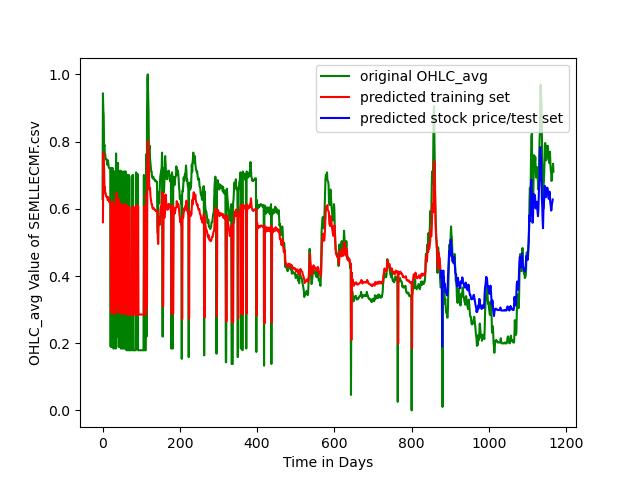 original OHLC_avg
predicted training set
predicted stock price/test set
OHLC_avg Value of SEMLLECMF.csv
1.0
0.8
0.6
0.4
0.2
0.0
0 200 400 600 800 1000 1200
Time in Days